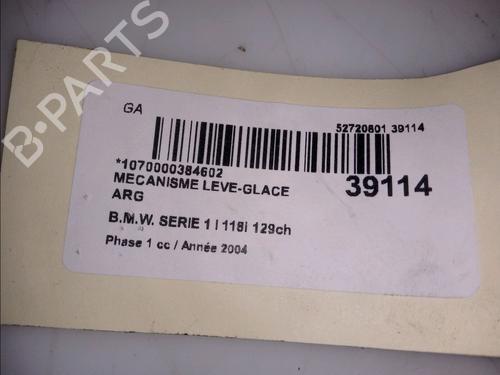 GA
52720801 39114
*1070000384602
MECANISME LEVE-GLACE
39114
ARG
B.M.W. SERIE 1 I 118i 129ch
Phase 1 cc / Année 2004
B-PARTS